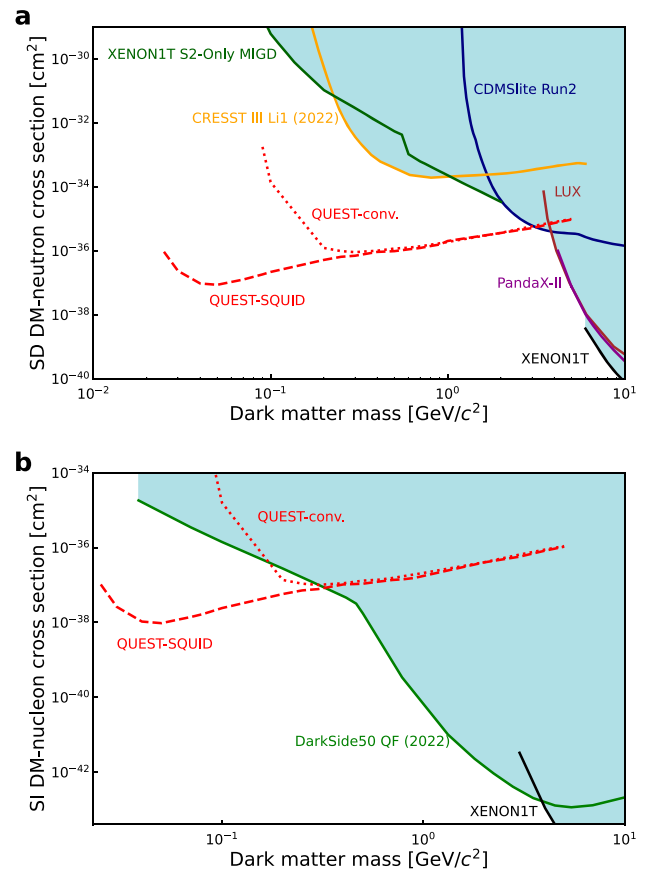 a
SD DM-neutron cross section [cm²]
10⁻³⁰
10⁻³²
10⁻³⁴
10⁻³⁶
10⁻³⁸
10⁻⁴⁰
XENON1T S2-Only MIGD
CDMSlite Run2
CRESST III Li1 (2022)
LUX
QUEST-conv.
PandaX-II
QUEST-SQUID
XENON1T
10⁻² 10⁻¹ 10⁰ 10¹
Dark matter mass [GeV/c²]
b
SI DM-nucleon cross section [cm²]
10⁻³⁴
10⁻³⁶
10⁻³⁸
10⁻⁴⁰
10⁻⁴²
QUEST-conv.
QUEST-SQUID
DarkSide50 QF (2022)
XENON1T
10⁻¹ 10⁰ 10¹
Dark matter mass [GeV/c²]